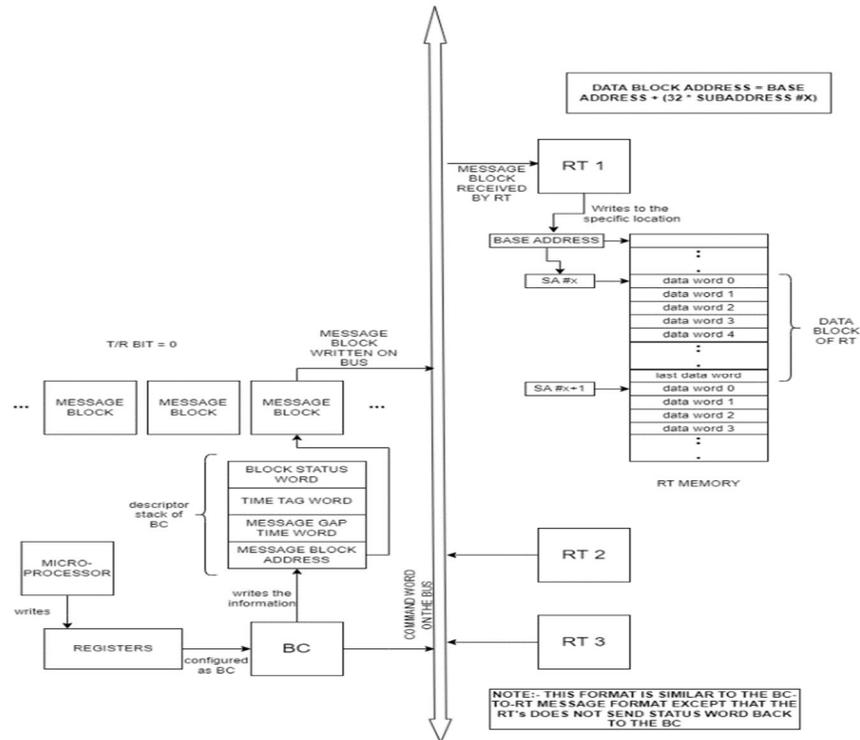 DATA BLOCK ADDRESS = BASE
ADDRESS + (32 * SUBADDRESS #X)
RT 1
MESSAGE
BLOCK
RECEIVED
BY RT
Writes to the
specific location
BASE ADDRESS
:
.
SA #x
data word 0
data word 1
data word 2
data word 3
data word 4
:
.
last data word
DATA
BLOCK
OF RT
SA #x+1
data word 0
data word 1
data word 2
data word 3
:
.
RT MEMORY
T/R BIT = 0
MESSAGE
BLOCK
WRITTEN ON
BUS
...
MESSAGE
BLOCK
MESSAGE
BLOCK
MESSAGE
BLOCK
...
descriptor
stack of
BC
BLOCK STATUS
WORD
TIME TAG WORD
MESSAGE GAP
TIME WORD
MESSAGE BLOCK
ADDRESS
MICRO-
PROCESSOR
writes
REGISTERS
configured
as BC
writes the
information
BC
COMMAND WORD
ON THE BUS
RT 2
RT 3
NOTE:- THIS FORMAT IS SIMILAR TO THE BC-
TO-RT MESSAGE FORMAT EXCEPT THAT THE
RT's DOES NOT SEND STATUS WORD BACK
TO THE BC